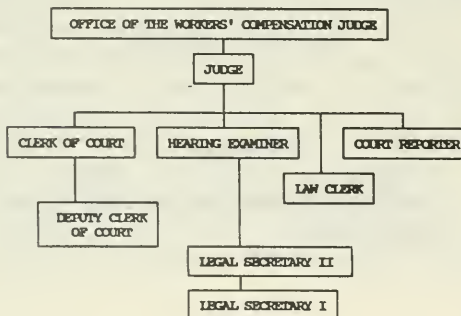 OFFICE OF THE WORKERS' COMPENSATION JUDGE
JUDGE
CLERK OF COURT
HEARING EXAMINER
COURT REPORTER
LAW CLERK
DEPUTY CLERK
OF COURT
LEGAL SECRETARY II
LEGAL SECRETARY I